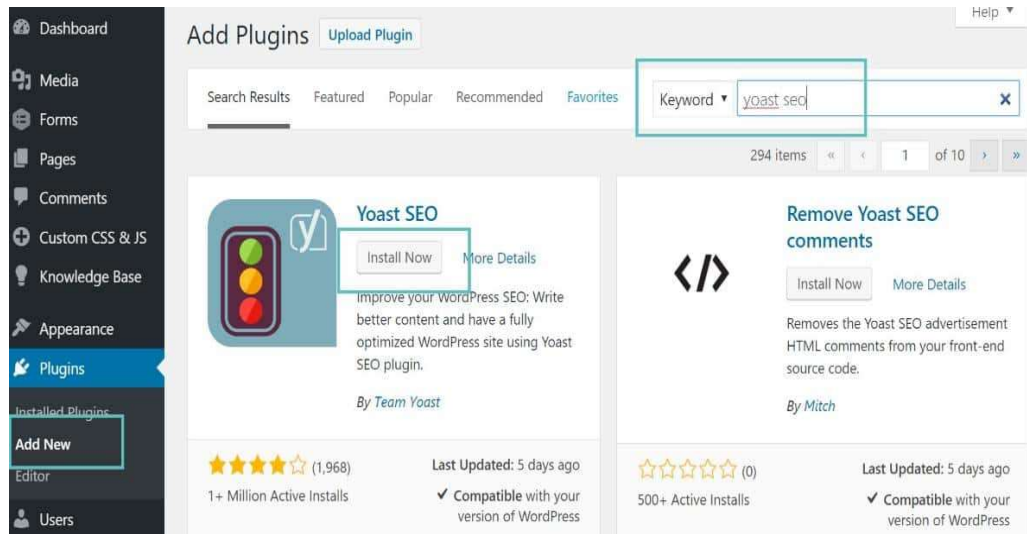 Help ▼
Dashboard
Media
Forms
Pages
Comments
Custom CSS & JS
Knowledge Base
Appearance
Plugins
Installed Plugins
Add New
Editor
Users
Add Plugins Upload Plugin
Search Results Featured Popular Recommended Favorites Keyword ▼ yoast seo ×
294 items « ‹ 1 of 10 › »
Yoast SEO
Install Now More Details
Improve your WordPress SEO: Write
better content and have a fully
optimized WordPress site using Yoast
SEO plugin.
By Team Yoast
(1,968)
1+ Million Active Installs
Last Updated: 5 days ago
✓ Compatible with your
version of WordPress
Remove Yoast SEO
comments
Install Now More Details
Removes the Yoast SEO advertisement
HTML comments from your front-end
source code.
By Mitch
(0)
500+ Active Installs
Last Updated: 5 days ago
✓ Compatible with your
version of WordPress